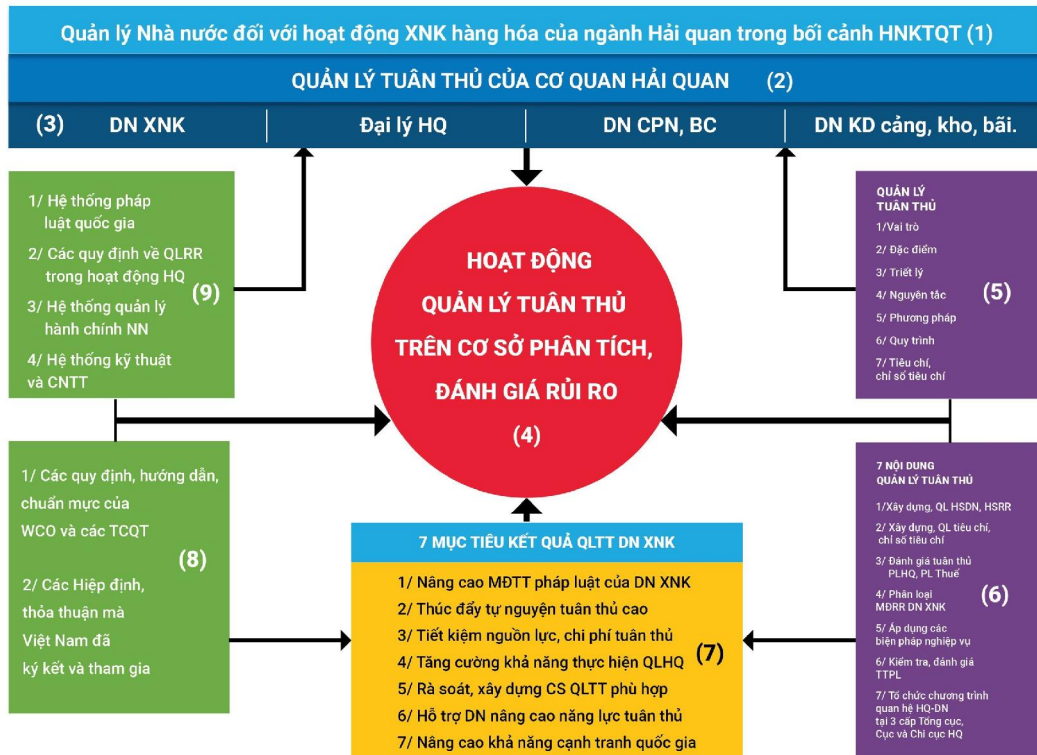 Quản lý Nhà nước đối với hoạt động XNK hàng hóa của ngành Hải quan trong bối cảnh HNKTQT (1)
QUẢN LÝ TUÂN THỦ CỦA CƠ QUAN HẢI QUAN (2)
(3) DN XNK
Đại lý HQ
DN CPN, BC
DN KD cảng, kho, bãi.
1/ Hệ thống pháp
luật quốc gia
2/ Các quy định về QLRR
trong hoạt động HQ
3/ Hệ thống quản lý
hành chính NN
4/ Hệ thống kỹ thuật
và CNTT
(9)
HOẠT ĐỘNG
QUẢN LÝ TUÂN THỦ
TRÊN CƠ SỞ PHÂN TÍCH,
ĐÁNH GIÁ RỦI RO
(4)
QUẢN LÝ
TUÂN THỦ
1/Vai trò
2/ Đặc điểm
3/ Triết lý
4/ Nguyên tắc
5/ Phương pháp
6/ Quy trình
7/ Tiêu chí,
chỉ số tiêu chí
(5)
1/ Các quy định, hướng dẫn,
chuẩn mực của
WCO và các TCQT
2/ Các Hiệp định,
thỏa thuận mà
Việt Nam đã
ký kết và tham gia
(8)
7 MỤC TIÊU KẾT QUẢ QLTT DN XNK
1/ Nâng cao MĐTT pháp luật của DN XNK
2/ Thúc đẩy tự nguyện tuân thủ cao
3/ Tiết kiệm nguồn lực, chi phí tuân thủ
4/ Tăng cường khả năng thực hiện QLHQ
5/ Rà soát, xây dựng CS QLTT phù hợp
6/ Hỗ trợ DN nâng cao năng lực tuân thủ
7/ Nâng cao khả năng cạnh tranh quốc gia
(7)
7 NỘI DUNG
QUẢN LÝ TUÂN THỦ
1/Xây dựng, QL HSDN, HSRR
2/ Xây dựng, QL tiêu chí,
chỉ số tiêu chí
3/ Đánh giá tuân thủ
PLHQ, PL Thuế
4/ Phân loại
MĐRR DN XNK
5/ Áp dụng các
biện pháp nghiệp vụ
6/ Kiểm tra, đánh giá
TTPL
7/ Tổ chức chương trình
quan hệ HQ-DN
tại 3 cấp Tổng cục,
Cục và Chi cục HQ
(6)